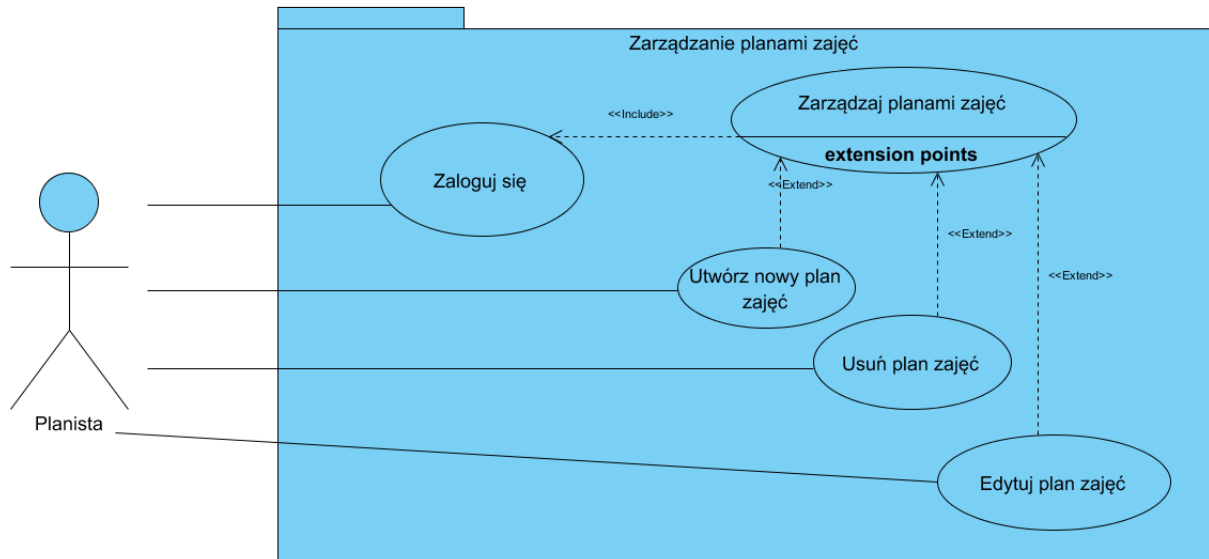 Zarządzanie planami zajęć
Zarządzaj planami zajęć
<<Include>>
extension points
Zaloguj się
<<Extend>>
<<Extend>>
<<Extend>>
Utwórz nowy plan
zajęć
Usuń plan zajęć
Planista
Edytuj plan zajęć